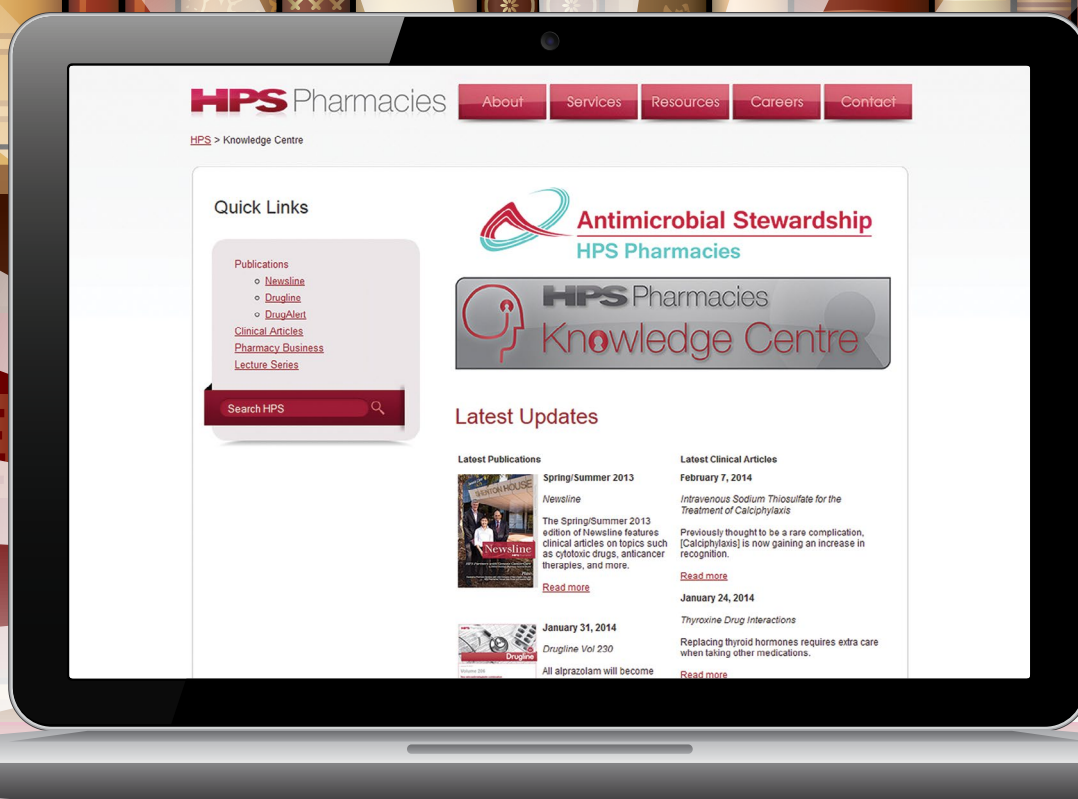 HPS Pharmacies
About
Services
Resources
Careers
Contact
HPS > Knowledge Centre
Quick Links
Publications
Newsline
Drugline
DrugAlert
Clinical Articles
Pharmacy Business
Lecture Series
Search HPS
Antimicrobial Stewardship
HPS Pharmacies
HPS Pharmacies
Knowledge Centre
Latest Updates
Latest Publications
Spring/Summer 2013
Newsline
The Spring/Summer 2013
edition of Newsline features
clinical articles on topics such
as cytotoxic drugs, anticancer
therapies, and more.
Read more
Newsline
January 31, 2014
Drugline Vol 230
All alprazolam will become
Drugline
Latest Clinical Articles
February 7, 2014
Intravenous Sodium Thiosulfate for the
Treatment of Calciphylaxis
Previously thought to be a rare complication,
[Calciphylaxis] is now gaining an increase in
recognition.
Read more
January 24, 2014
Thyroxine Drug Interactions
Replacing thyroid hormones requires extra care
when taking other medications.
Read more